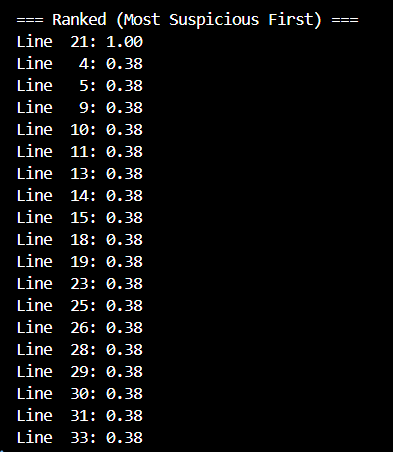 === Ranked (Most Suspicious First) ===
Line  21: 1.00
Line   4: 0.38
Line   5: 0.38
Line   9: 0.38
Line  10: 0.38
Line  11: 0.38
Line  13: 0.38
Line  14: 0.38
Line  15: 0.38
Line  18: 0.38
Line  19: 0.38
Line  23: 0.38
Line  25: 0.38
Line  26: 0.38
Line  28: 0.38
Line  29: 0.38
Line  30: 0.38
Line  31: 0.38
Line  33: 0.38